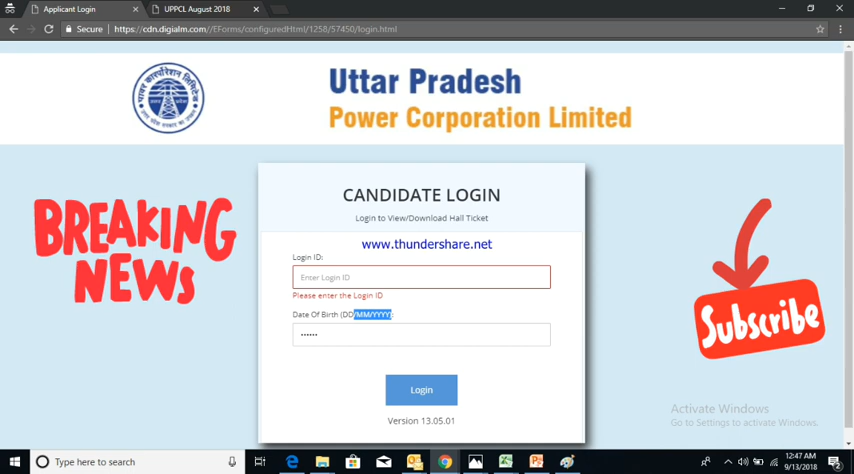 Applicant Login
UPPCL August 2018
Secure
https://cdn.digialm.com//EForms/configuredHtml/1258/57450/login.html
Uttar Pradesh
Power Corporation Limited
CANDIDATE LOGIN
Login to View/Download Hall Ticket
www.thundershare.net
BREAKING
NEWS
Login ID:
Enter Login ID
Please enter the Login ID
Date Of Birth (DD/MM/YYYY):
Subscribe
Login
Version 13.05.01
Activate Windows
Go to Settings to activate Windows.
Type here to search
12:47 AM
9/13/2018
2